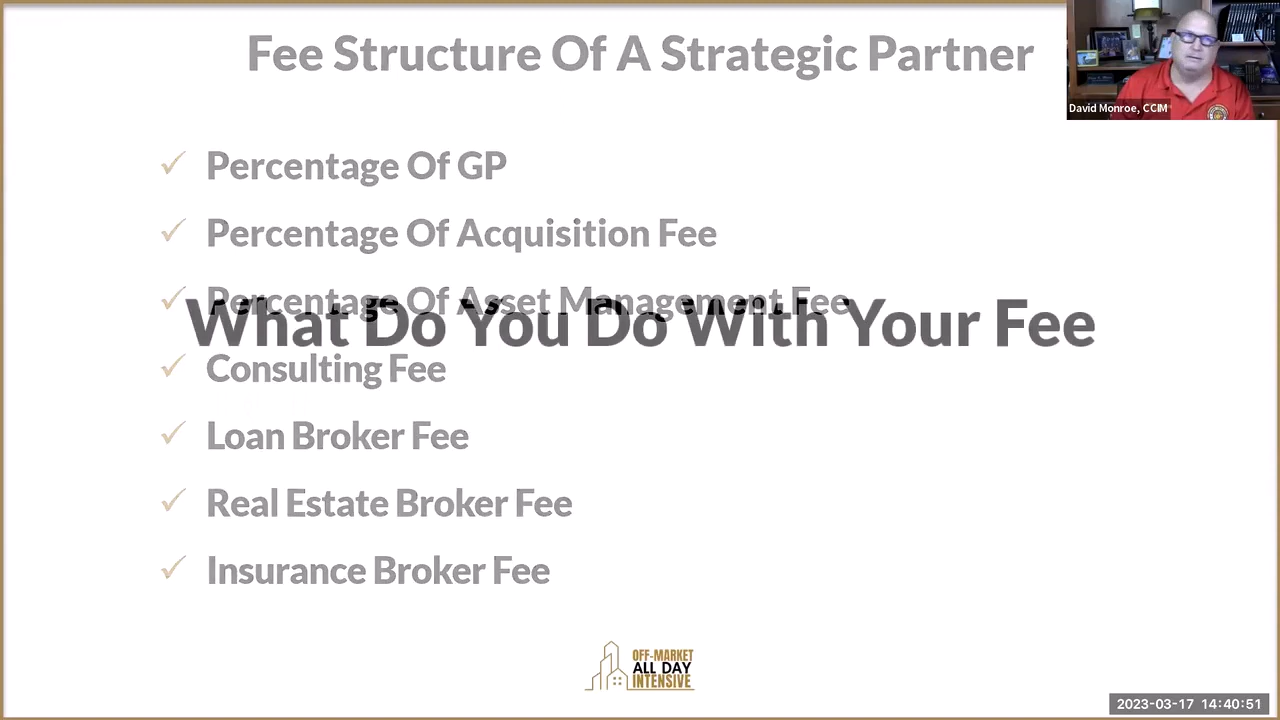 Fee Structure Of A Strategic Partner
David Monroe, CCIM
Percentage Of GP
Percentage Of Acquisition Fee
Percentage Of Asset Management Fee
What Do You Do With Your Fee
Consulting Fee
Loan Broker Fee
Real Estate Broker Fee
Insurance Broker Fee
OFF-MARKET
ALL DAY
INTENSIVE
2023-03-17 14:40:51